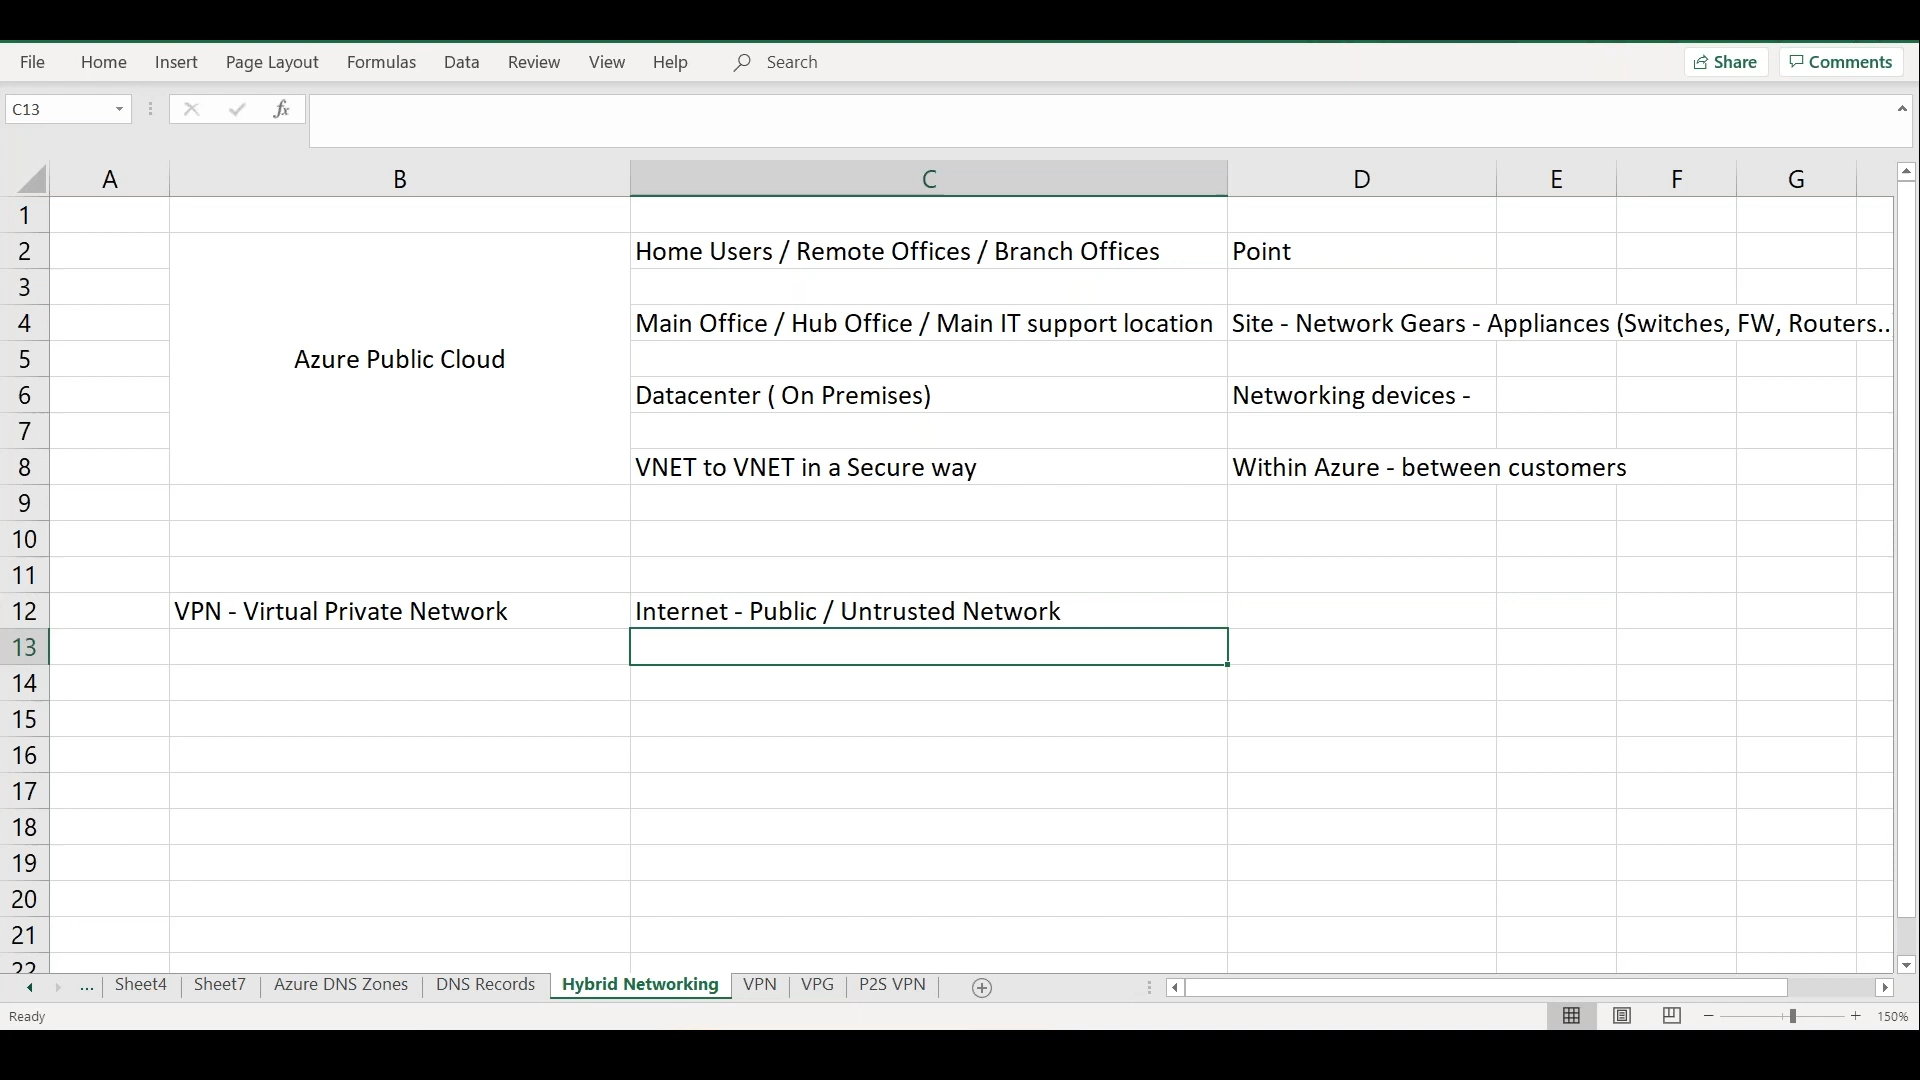 File Home Insert Page Layout Formulas Data Review View Help Search Share Comments
C13 fx
A B C D E F G
1
2 Home Users / Remote Offices / Branch Offices Point
3
4 Main Office / Hub Office / Main IT support location Site - Network Gears - Appliances (Switches, FW, Routers..
5 Azure Public Cloud
6 Datacenter ( On Premises) Networking devices -
7
8 VNET to VNET in a Secure way Within Azure - between customers
9
10
11
12 VPN - Virtual Private Network Internet - Public / Untrusted Network
13
14
15
16
17
18
19
20
21
22
... Sheet4 Sheet7 Azure DNS Zones DNS Records Hybrid Networking VPN VPG P2S VPN
Ready 150%